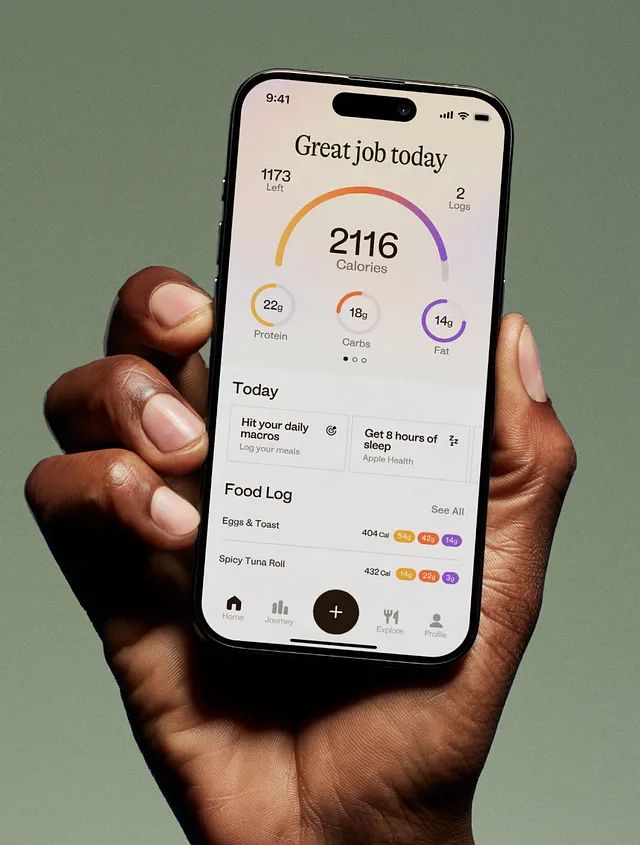 9:41
Great job today
1173
Left
2
Logs
2116
Calories
22g
Protein
18g
Carbs
14g
Fat
Today
Hit your daily
macros
Log your meals
Get 8 hours of
sleep
Apple Health
Food Log
See All
Eggs & Toast
404 Cal 54g 42g 14g
Spicy Tuna Roll
432 Cal 14g 22g 3g
Home
Journey
+
Explore
Profile